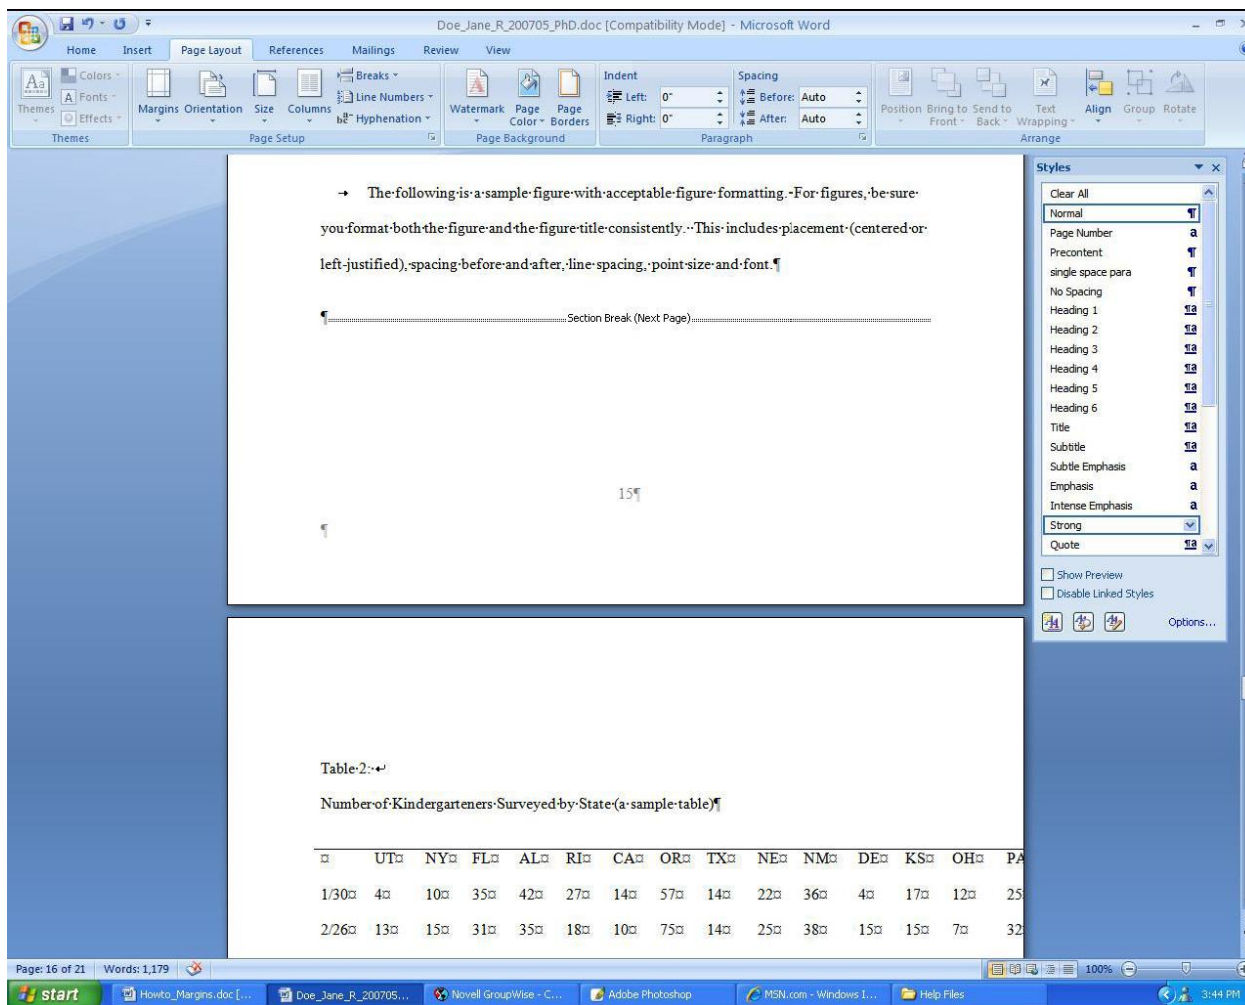 Doe_Jane_R_200705_PhD.doc [Compatibility Mode] - Microsoft Word
Home Insert Page Layout References Mailings Review View
Themes
Colors
Fonts
Effects
Themes
Margins Orientation Size Columns
Breaks
Line Numbers
Hyphenation
Page Setup
Watermark Page Color Page Borders
Page Background
Indent
Left: 0"
Right: 0"
Spacing
Before: Auto
After: Auto
Paragraph
Position Bring to Front Send to Back Text Wrapping Align Group Rotate
Arrange
→ The·following·is·a·sample·figure·with·acceptable·figure·formatting.·For·figures,·be·sure·
you·format·both·the·figure·and·the·figure·title·consistently.··This·includes·placement·(centered·or·
left-justified),·spacing·before·and·after,·line·spacing,·point·size·and·font.¶
¶ Section Break (Next Page)
15¶
¶
Table·2:·↵
Number·of·Kindergarteners·Surveyed·by·State·(a·sample·table)¶
¤ UT¤ NY¤ FL¤ AL¤ RI¤ CA¤ OR¤ TX¤ NE¤ NM¤ DE¤ KS¤ OH¤ PA
1/30¤ 4¤ 10¤ 35¤ 42¤ 27¤ 14¤ 57¤ 14¤ 22¤ 36¤ 4¤ 17¤ 12¤ 25
2/26¤ 13¤ 15¤ 31¤ 35¤ 18¤ 10¤ 75¤ 14¤ 25¤ 38¤ 15¤ 15¤ 7¤ 32
Styles
Clear All
Normal ¶
Page Number a
Precontent ¶
single space para ¶
No Spacing ¶
Heading 1 ¶a
Heading 2 ¶a
Heading 3 ¶a
Heading 4 ¶a
Heading 5 ¶a
Heading 6 ¶a
Title ¶a
Subtitle ¶a
Subtle Emphasis a
Emphasis a
Intense Emphasis a
Strong
Quote ¶a
Show Preview
Disable Linked Styles
Options...
Page: 16 of 21 Words: 1,179 100%
start Howto_Margins.doc [... Doe_Jane_R_200705... Novell GroupWise - C... Adobe Photoshop MSN.com - Windows I... Help Files 3:44 PM